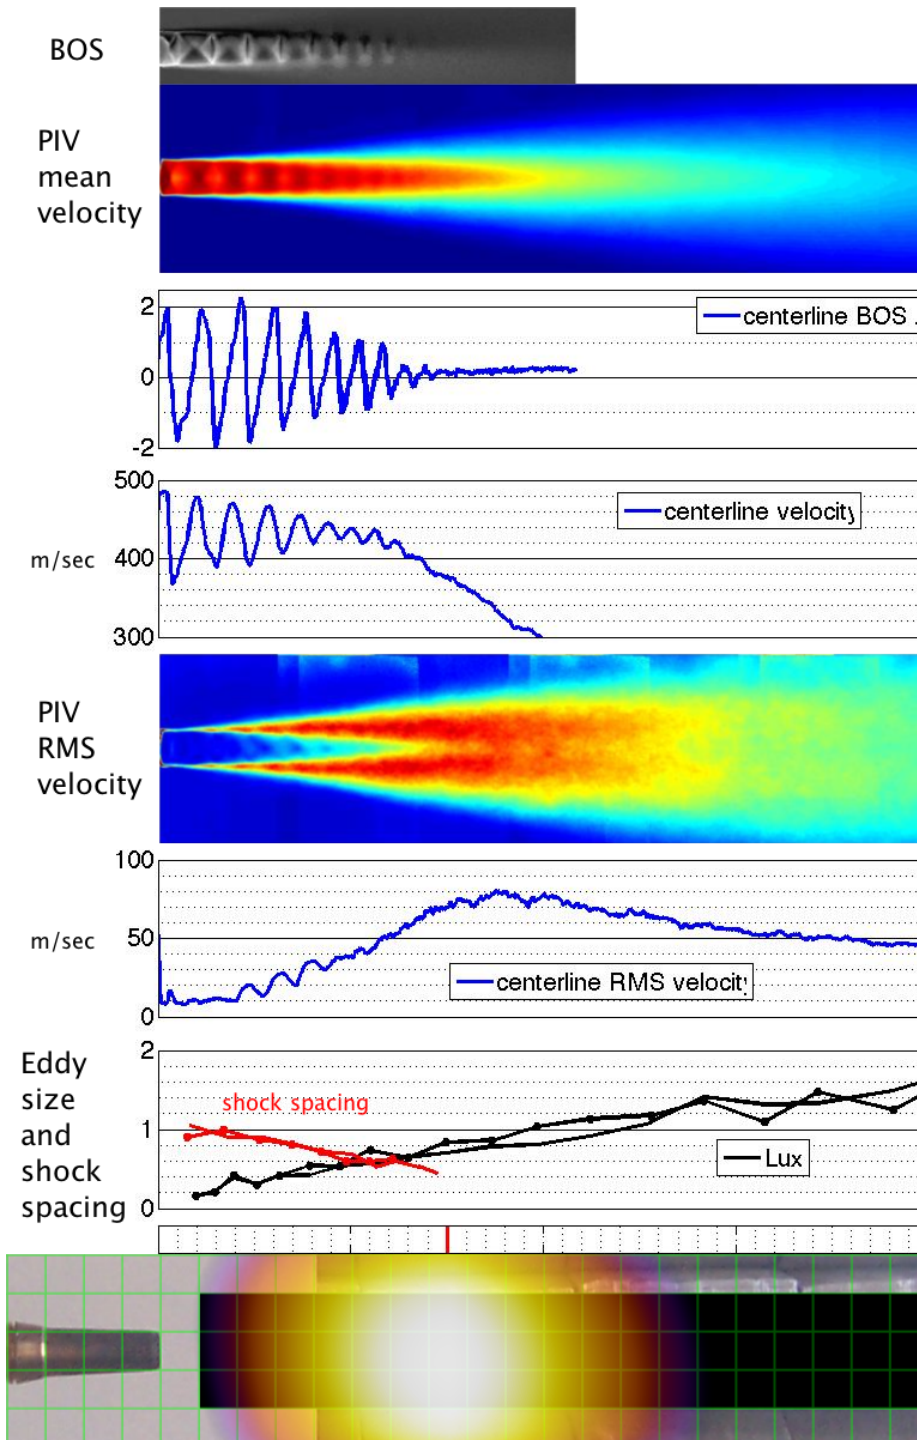 BOS
PIV
mean
velocity
2
0
-2
centerline BOS
500
m/sec
400
300
centerline velocity
PIV
RMS
velocity
100
m/sec
50
0
centerline RMS velocity
Eddy
size
and
shock
spacing
2
1
0
shock spacing
Lux